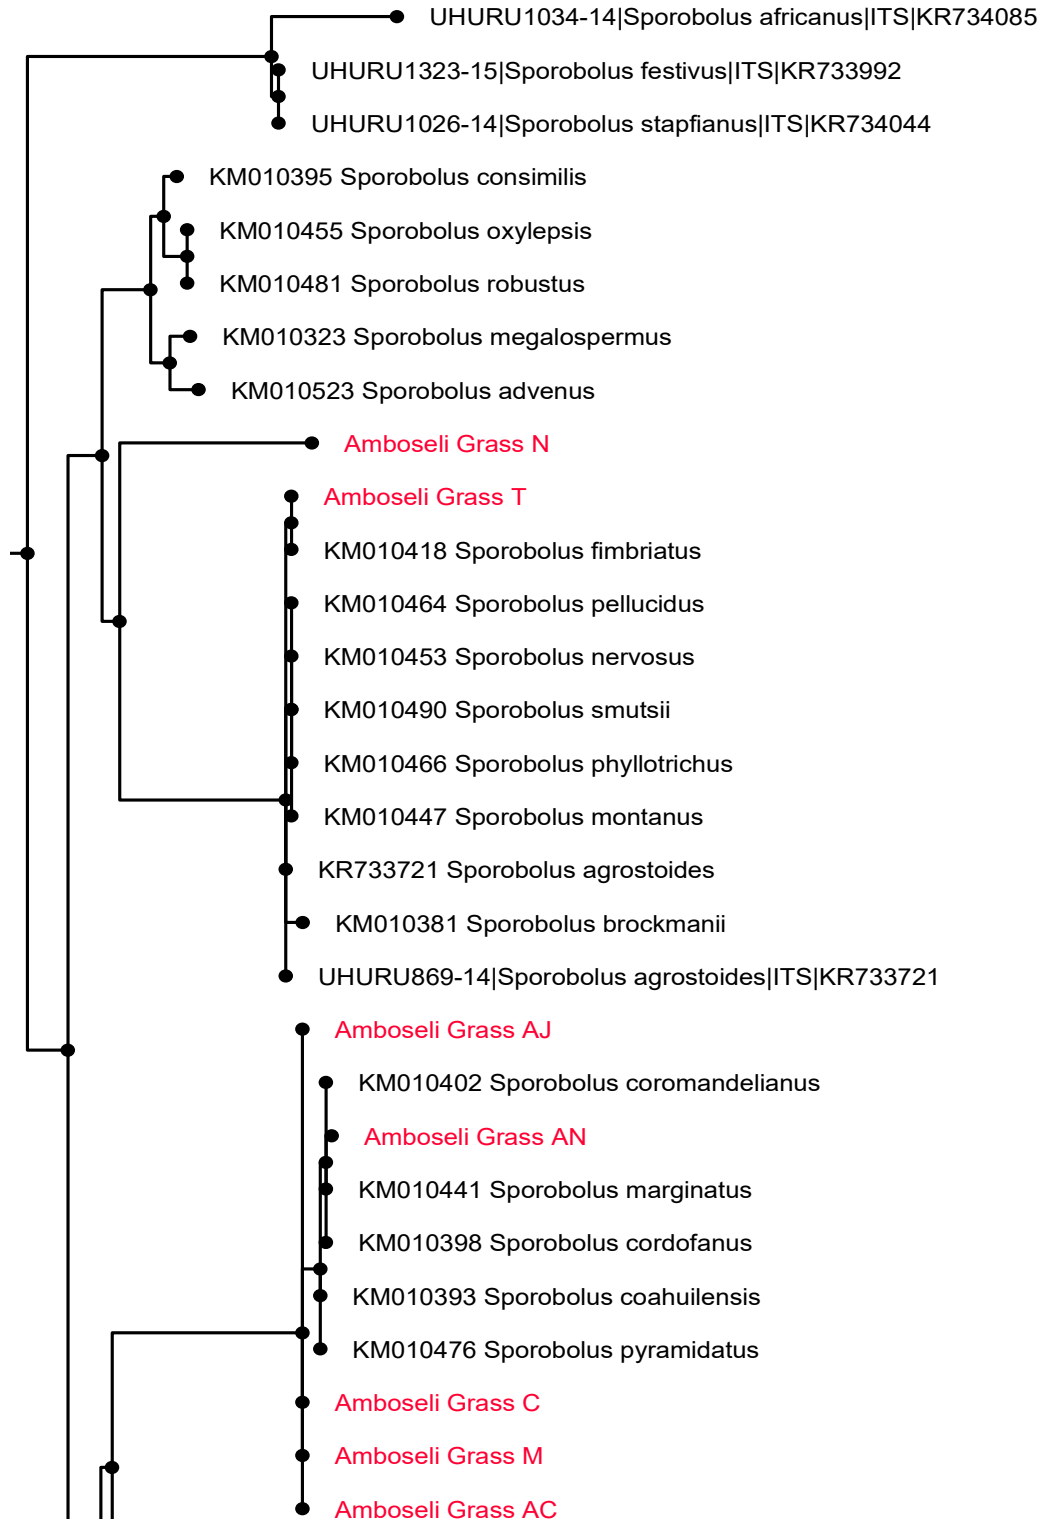 UHURU1034-14|Sporobolus africanus|ITS|KR734085
UHURU1323-15|Sporobolus festivus|ITS|KR733992
UHURU1026-14|Sporobolus stapfianus|ITS|KR734044
KM010395 Sporobolus consimilis
KM010455 Sporobolus oxylepsis
KM010481 Sporobolus robustus
KM010323 Sporobolus megalospermus
KM010523 Sporobolus advenus
Amboseli Grass N
Amboseli Grass T
KM010418 Sporobolus fimbriatus
KM010464 Sporobolus pellucidus
KM010453 Sporobolus nervosus
KM010490 Sporobolus smutsii
KM010466 Sporobolus phyllotrichus
KM010447 Sporobolus montanus
KR733721 Sporobolus agrostoides
KM010381 Sporobolus brockmanii
UHURU869-14|Sporobolus agrostoides|ITS|KR733721
Amboseli Grass AJ
KM010402 Sporobolus coromandelianus
Amboseli Grass AN
KM010441 Sporobolus marginatus
KM010398 Sporobolus cordofanus
KM010393 Sporobolus coahuilensis
KM010476 Sporobolus pyramidatus
Amboseli Grass C
Amboseli Grass M
Amboseli Grass AC